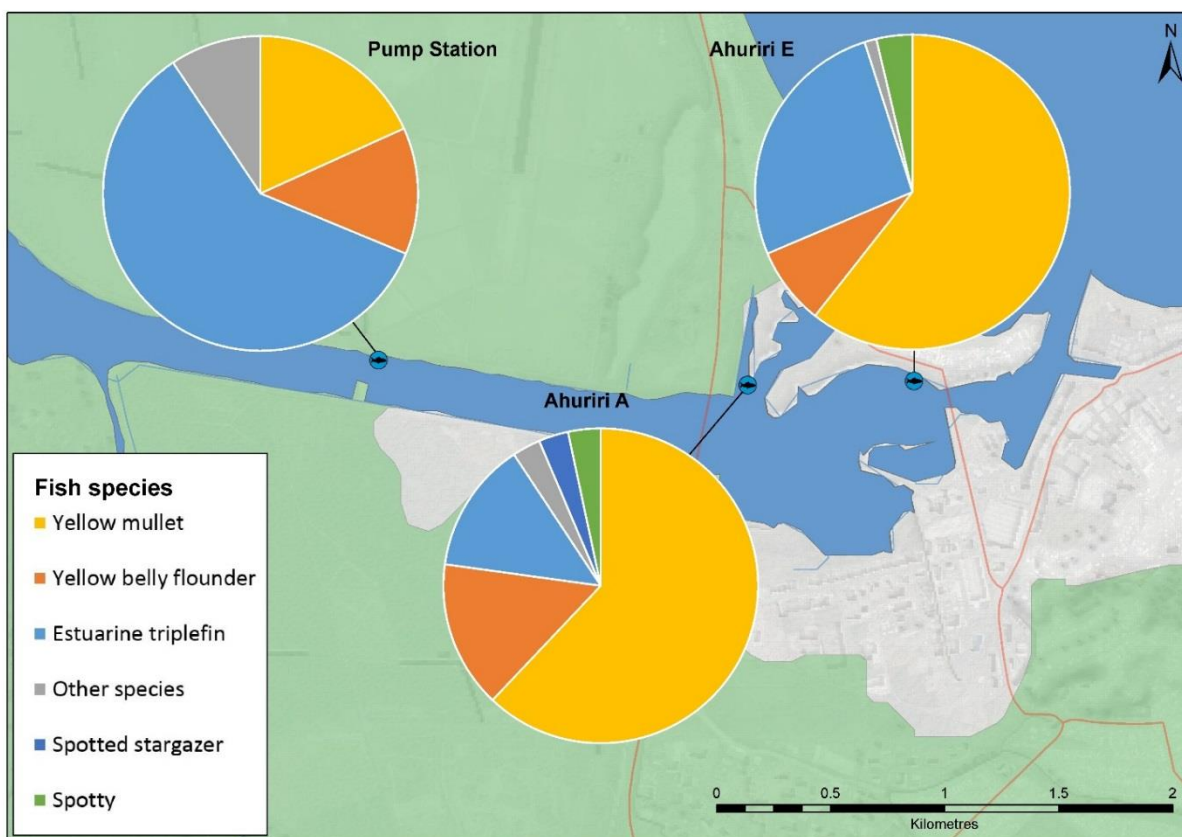 Pump Station
Ahuriri E
N
Ahuriri A
Fish species
Yellow mullet
Yellow belly flounder
Estuarine triplefin
Other species
Spotted stargazer
Spotty
0 0.5 1 1.5 2
Kilometres